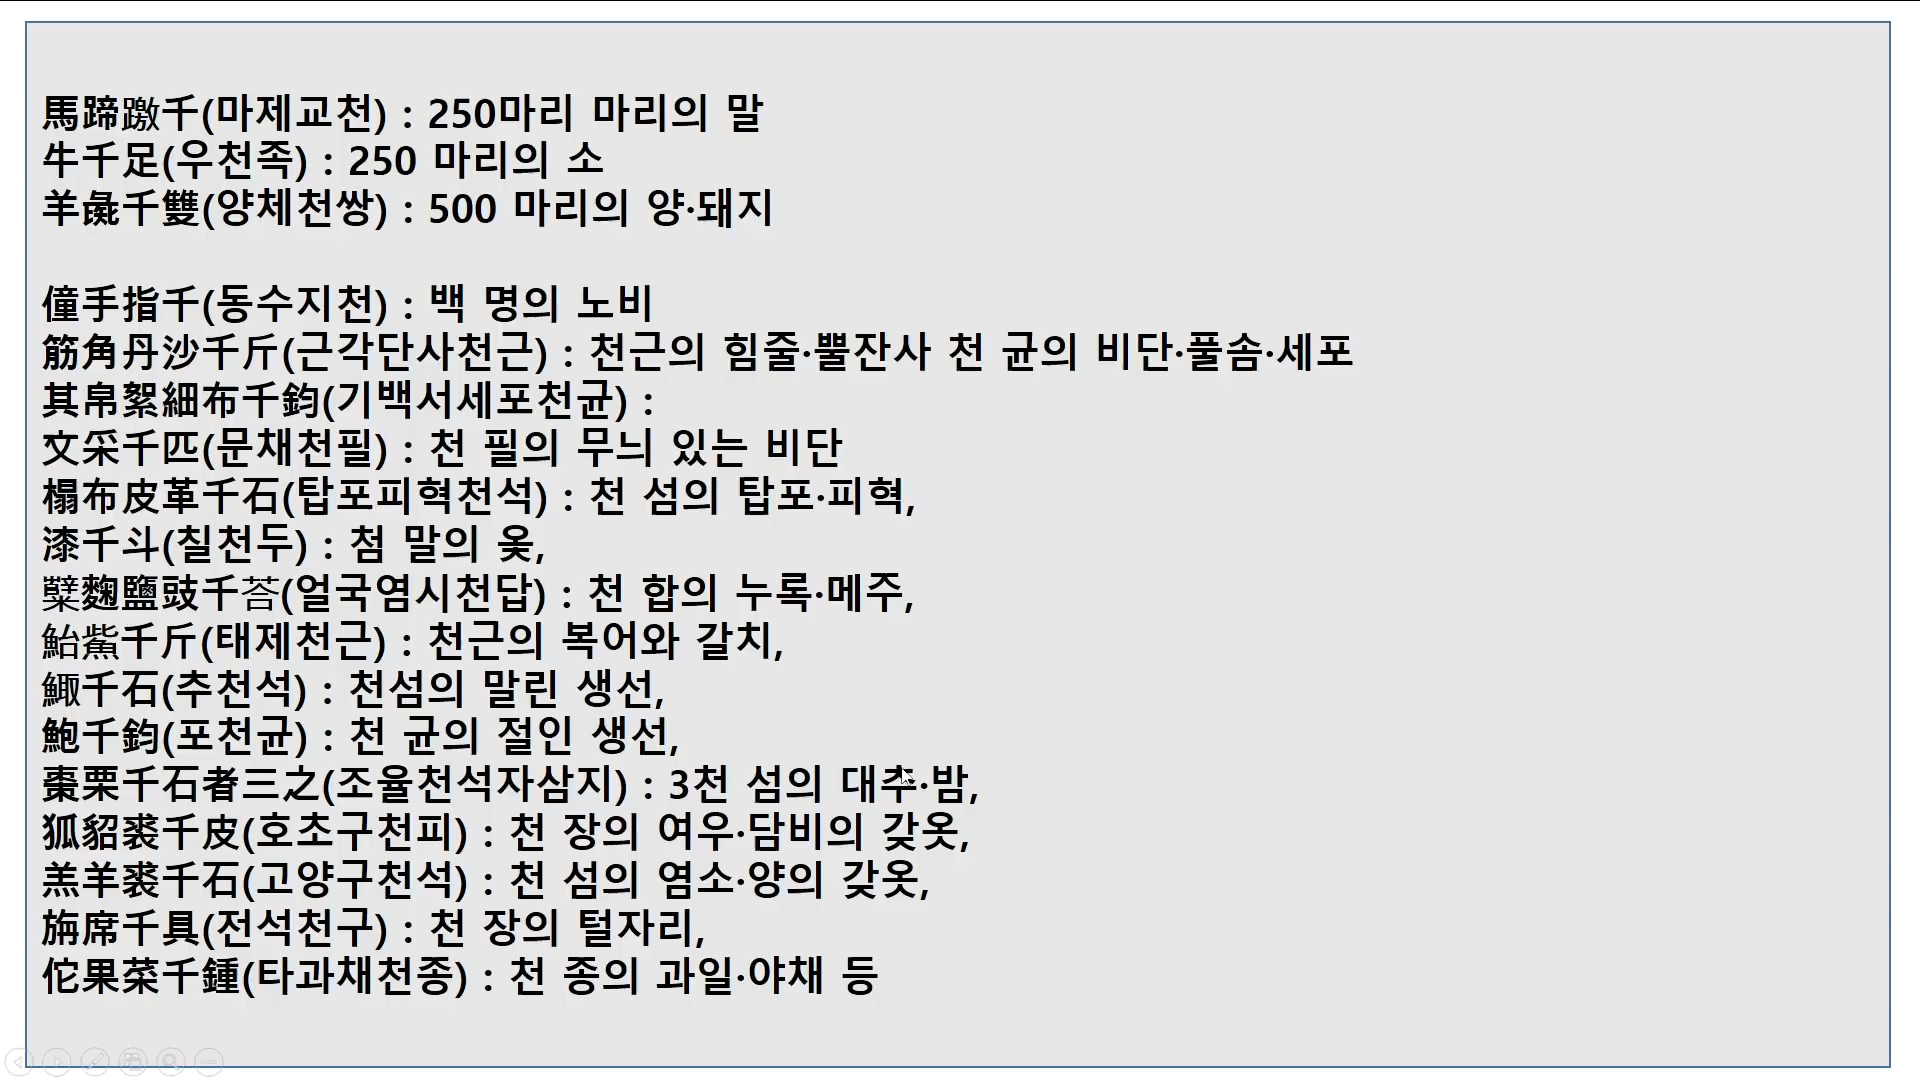 馬蹄躈千(마제교천) : 250마리 마리의 말
牛千足(우천족) : 250 마리의 소
羊彘千雙(양체천쌍) : 500 마리의 양·돼지
僮手指千(동수지천) : 백 명의 노비
筋角丹沙千斤(근각단사천근) : 천근의 힘줄·뿔잔사 천 균의 비단·풀솜·세포
其帛絮細布千鈞(기백서세포천균) :
文采千匹(문채천필) : 천 필의 무늬 있는 비단
榻布皮革千石(탑포피혁천석) : 천 섬의 탑포·피혁,
漆千斗(칠천두) : 첨 말의 옻,
糱麴鹽豉千荅(얼국염시천답) : 천 합의 누룩·메주,
鮐鮆千斤(태제천근) : 천근의 복어와 갈치,
鯫千石(추천석) : 천섬의 말린 생선,
鮑千鈞(포천균) : 천 균의 절인 생선,
棗栗千石者三之(조율천석자삼지) : 3천 섬의 대추·밤,
狐貂裘千皮(호초구천피) : 천 장의 여우·담비의 갖옷,
羔羊裘千石(고양구천석) : 천 섬의 염소·양의 갖옷,
旃席千具(전석천구) : 천 장의 털자리,
佗果菜千鍾(타과채천종) : 천 종의 과일·야채 등